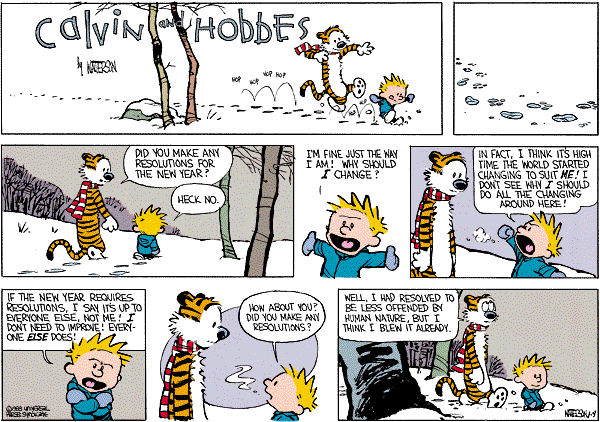 CALVIN and HOBBES
by WATTERSON
HOP
HOP
HOP HOP
DID YOU MAKE ANY
RESOLUTIONS FOR
THE NEW YEAR?
HECK NO.
I'M FINE JUST THE WAY
I AM! WHY SHOULD
I CHANGE?
IN FACT, I THINK IT'S HIGH
TIME THE WORLD STARTED
CHANGING TO SUIT ME! I
DON'T SEE WHY I SHOULD
DO ALL THE CHANGING
AROUND HERE!
IF THE NEW YEAR REQUIRES
RESOLUTIONS, I SAY IT'S UP TO
EVERYONE ELSE, NOT ME! I
DON'T NEED TO IMPROVE! EVERY-
ONE ELSE DOES!
HOW ABOUT YOU?
DID YOU MAKE ANY
RESOLUTIONS?
WELL, I HAD RESOLVED TO
BE LESS OFFENDED BY
HUMAN NATURE, BUT I
THINK I BLEW IT ALREADY.
UNIVERSAL
PRESS SYNDICATE
WATTERSON